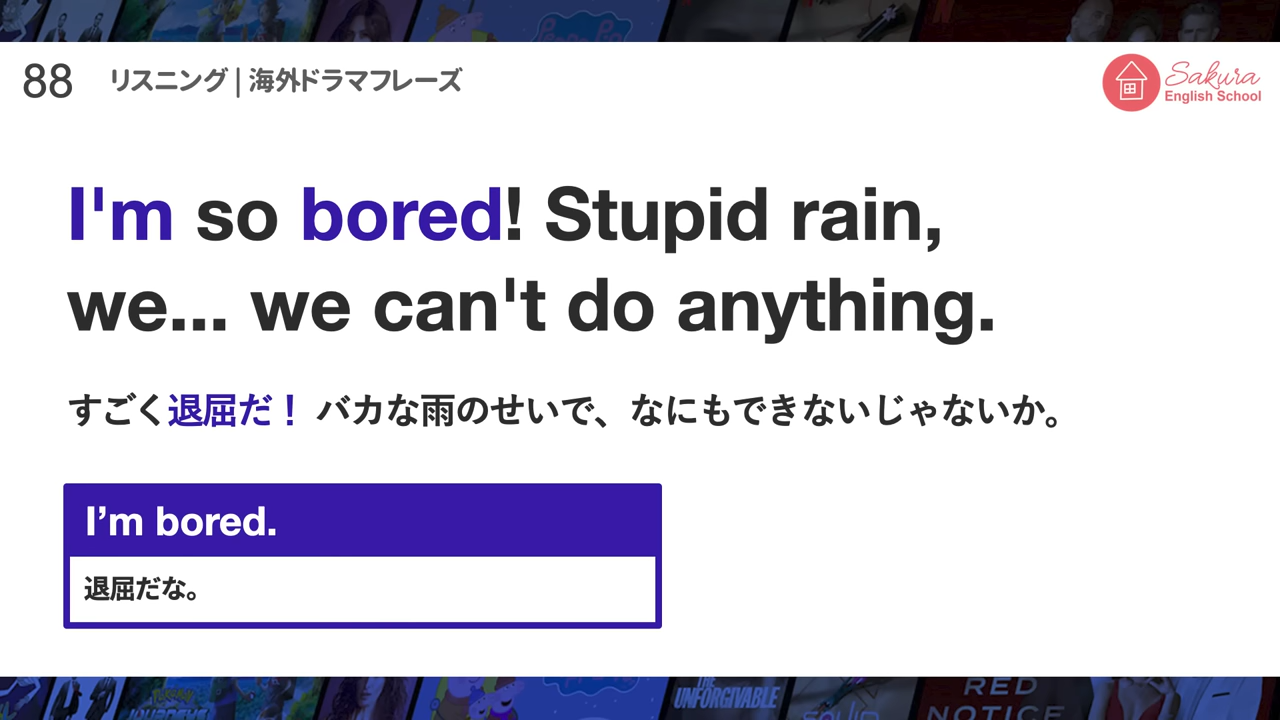 88 リスニング | 海外ドラマフレーズ
Sakura
English School
I'm so bored! Stupid rain,
we... we can't do anything.
すごく退屈だ！ バカな雨のせいで、なにもできないじゃないか。
I’m bored.
退屈だな。
THE
UNFORGIVABLE
RED
NOTICE